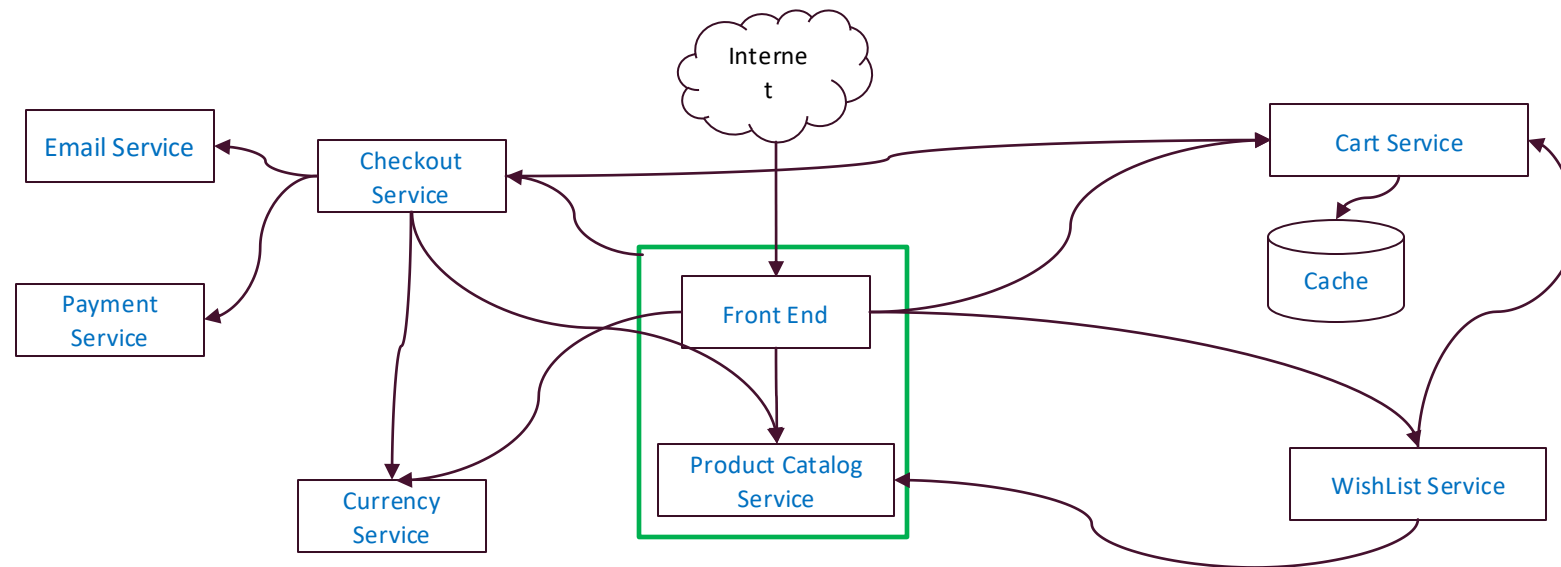 Interne
t
Email Service
Checkout
Service
Cart Service
Payment
Service
Front End
Cache
Product Catalog
Service
WishList Service
Currency
Service